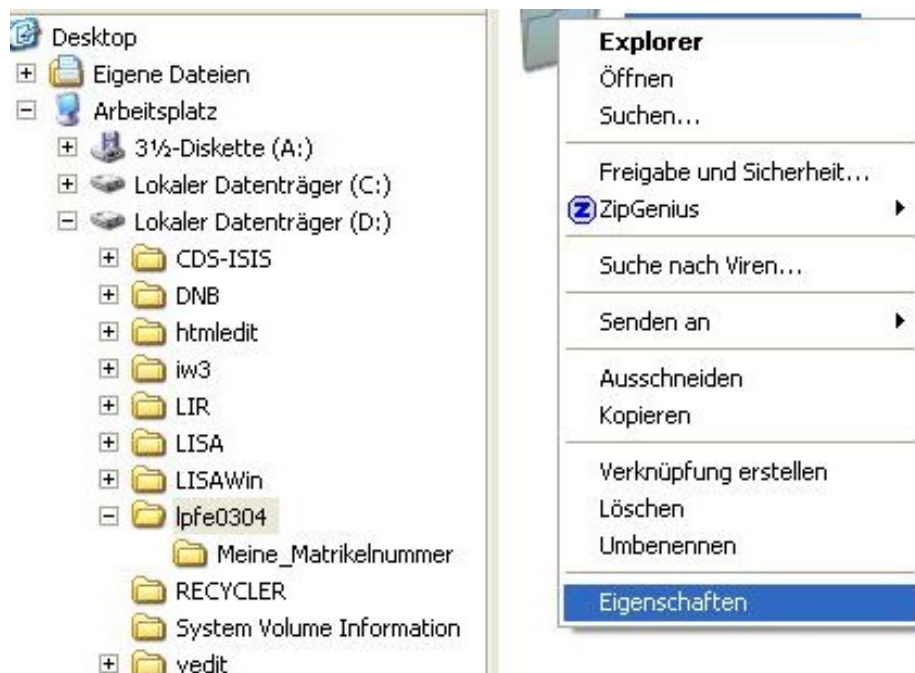 Desktop
Eigene Dateien
Arbeitsplatz
3½-Diskette (A:)
Lokaler Datenträger (C:)
Lokaler Datenträger (D:)
CDS-ISIS
DNB
htmledit
iw3
LIR
LISA
LISAWin
lpfe0304
Meine_Matrikelnummer
RECYCLER
System Volume Information
vedit
Explorer
Öffnen
Suchen...
Freigabe und Sicherheit...
Z ZipGenius
Suche nach Viren...
Senden an
Ausschneiden
Kopieren
Verknüpfung erstellen
Löschen
Umbenennen
Eigenschaften